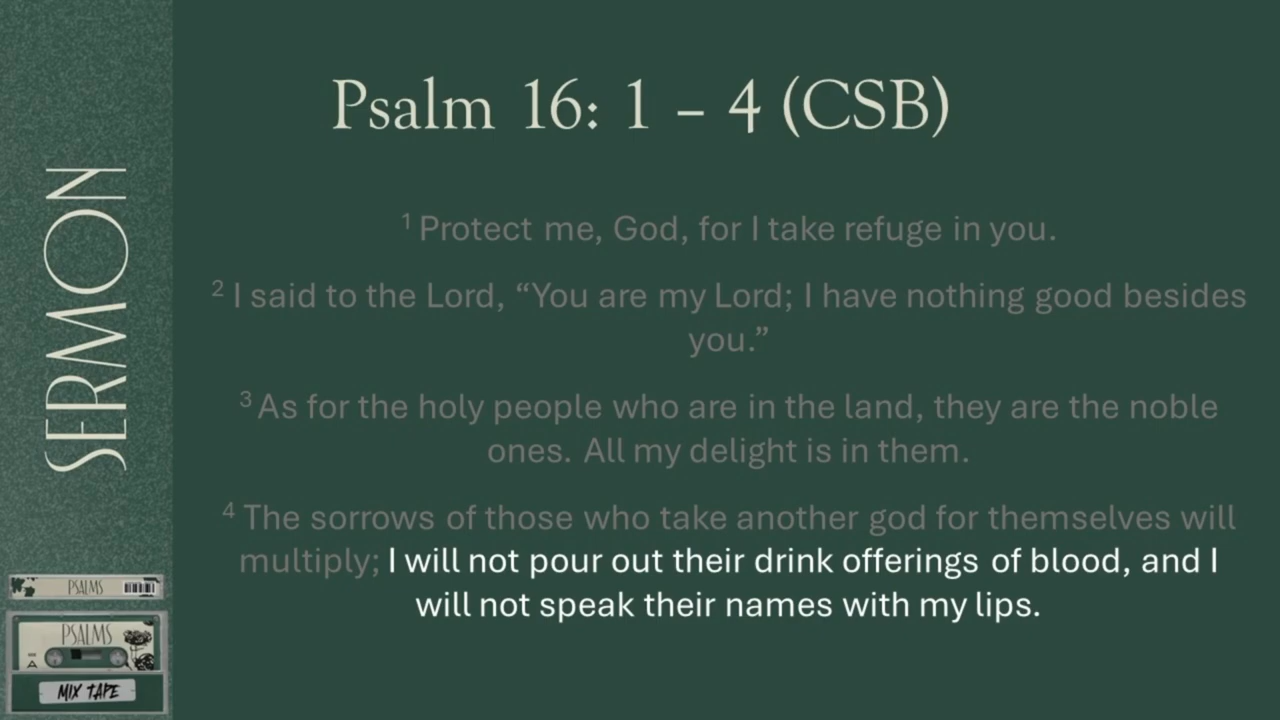 Psalm 16: 1 – 4 (CSB)
¹ Protect me, God, for I take refuge in you.
² I said to the Lord, “You are my Lord; I have nothing good besides
you.”
³ As for the holy people who are in the land, they are the noble
ones. All my delight is in them.
⁴ The sorrows of those who take another god for themselves will
multiply; I will not pour out their drink offerings of blood, and I
will not speak their names with my lips.
SERMON
PSALMS
PSALMS
A
MIX TAPE